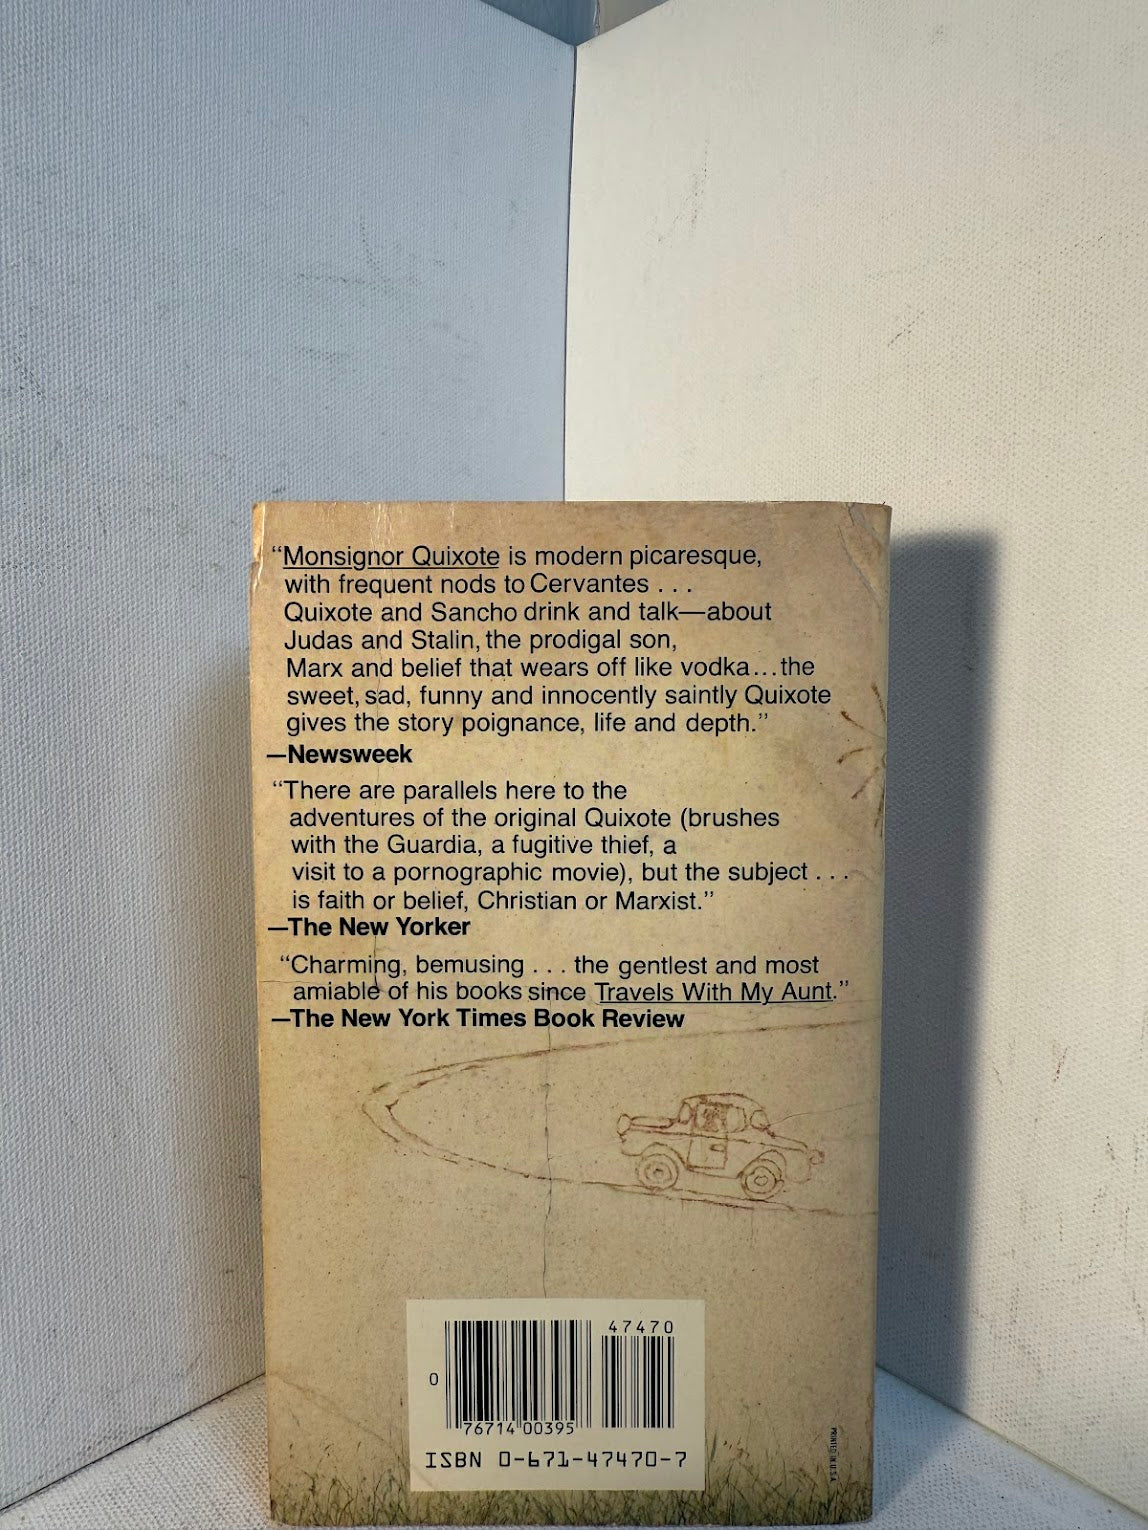 “Monsignor Quixote is modern picaresque,
with frequent nods to Cervantes . . .
Quixote and Sancho drink and talk—about
Judas and Stalin, the prodigal son,
Marx and belief that wears off like vodka...the
sweet, sad, funny and innocently saintly Quixote
gives the story poignance, life and depth.”
—Newsweek
“There are parallels here to the
adventures of the original Quixote (brushes
with the Guardia, a fugitive thief, a
visit to a pornographic movie), but the subject . . .
is faith or belief, Christian or Marxist.”
—The New Yorker
“Charming, bemusing . . . the gentlest and most
amiable of his books since Travels With My Aunt.”
—The New York Times Book Review
47470
0
76714 00395
ISBN 0-671-47470-7
PRINTED IN U.S.A.